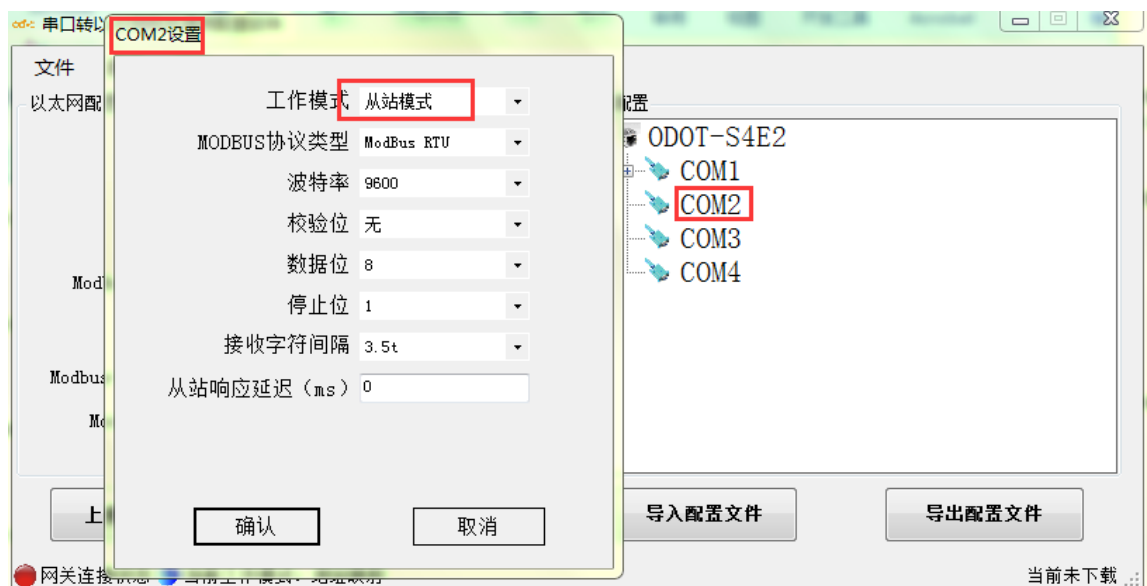 串口转以
COM2设置
文件
以太网配
配置
工作模式 从站模式
MODBUS协议类型 ModBus RTU
波特率 9600
校验位 无
数据位 8
停止位 1
接收字符间隔 3.5t
从站响应延迟（ms） 0
确认
取消
Modb
Modbus
Mo
上
ODOT-S4E2
COM1
COM2
COM3
COM4
导入配置文件
导出配置文件
网关连接
当前未下载